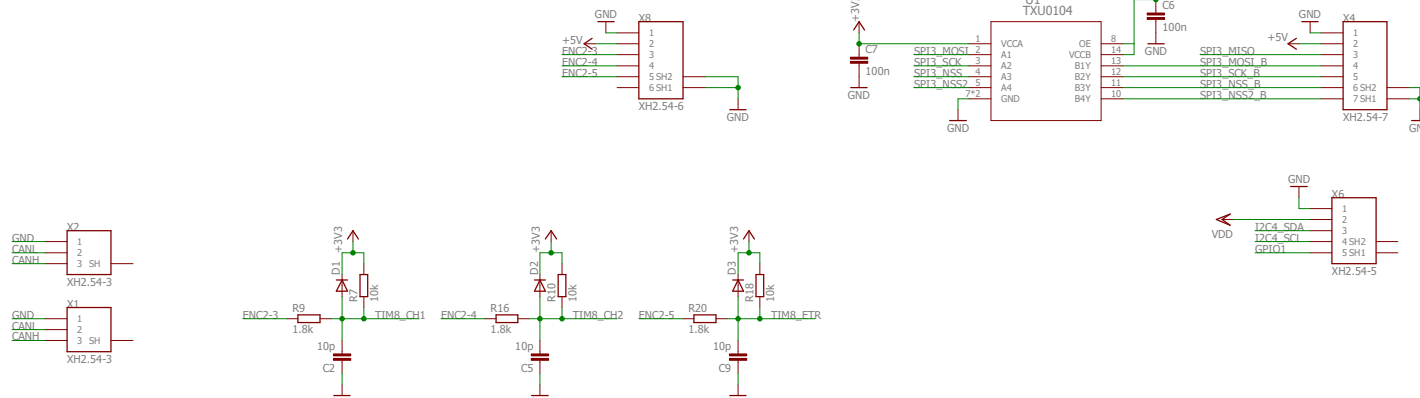 GND
X8
1
2
3
4
5 SH2
6 SH1
XH2.54-6
+5V
ENC2-3
ENC2-4
ENC2-5
GND
+3V3
C7
100n
GND
U1
TXU0104
1
2
3
4
5
7*2
VCCA
A1
A2
A3
A4
GND
OE
VCCB
B1Y
B2Y
B3Y
B4Y
8
14
13
12
11
10
SPI3_MOSI
SPI3_SCK
SPI3_NSS
SPI3_NSS2
GND
C6
100n
GND
SPI3_MISO
SPI3_MOSI_B
SPI3_SCK_B
SPI3_NSS_B
SPI3_NSS2_B
GND
+5V
X4
1
2
3
4
5
6 SH2
7 SH1
XH2.54-7
GND
X6
1
2
3
4 SH2
5 SH1
XH2.54-5
VDD
I2C4_SDA
I2C4_SCL
GPIO1
X2
GND
CANL
CANH
1
2
3 SH
XH2.54-3
X1
GND
CANL
CANH
1
2
3 SH
XH2.54-3
+3V3
D1
R7
10k
ENC2-3
R9
1.8k
TIM8_CH1
10p
C2
+3V3
D2
R10
10k
ENC2-4
R16
1.8k
TIM8_CH2
10p
C5
+3V3
D3
R18
10k
ENC2-5
R20
1.8k
TIM8_ETR
10p
C9